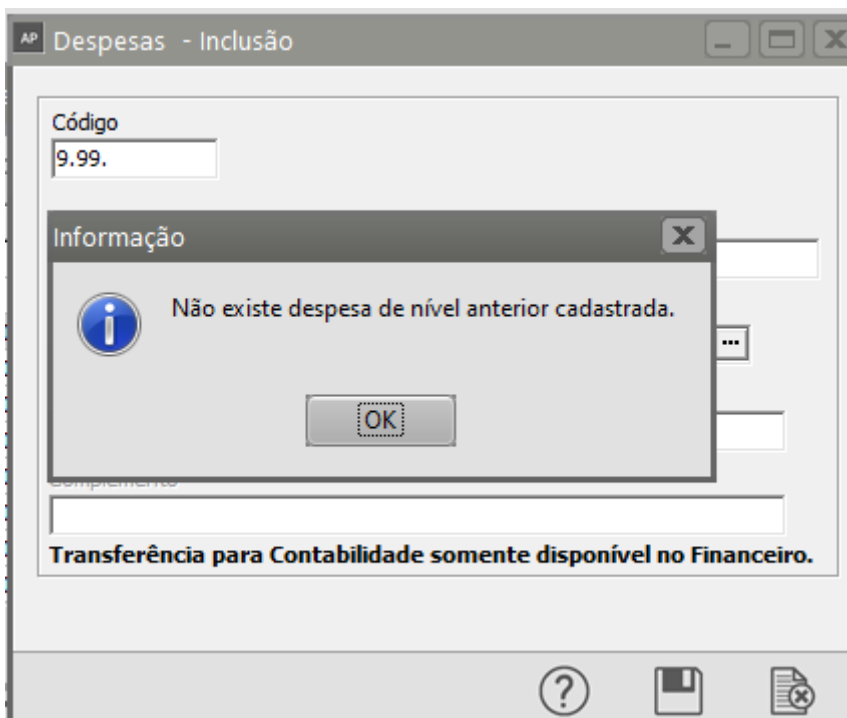 AP Despesas - Inclusão
Código
9.99.
Informação
Não existe despesa de nível anterior cadastrada.
...
OK
Complemento
Transferência para Contabilidade somente disponível no Financeiro.
?